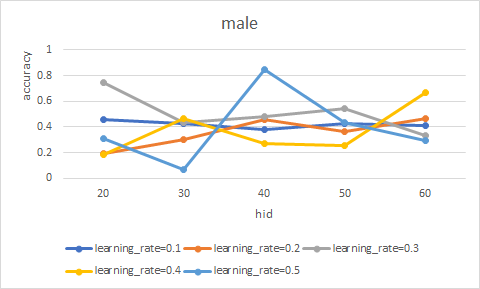 male
accuracy
1
0.8
0.6
0.4
0.2
0
20 30 40 50 60
hid
learning_rate=0.1 learning_rate=0.2 learning_rate=0.3
learning_rate=0.4 learning_rate=0.5